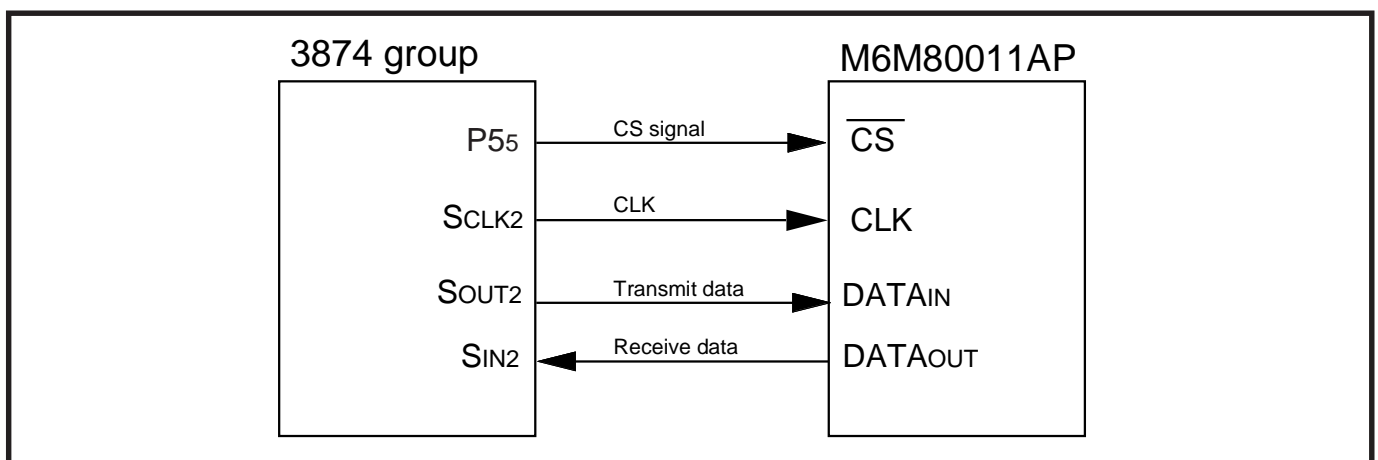 3874 group
M6M80011AP
P55
CS signal
CS
SCLK2
CLK
CLK
SOUT2
Transmit data
DATAIN
SIN2
Receive data
DATAOUT